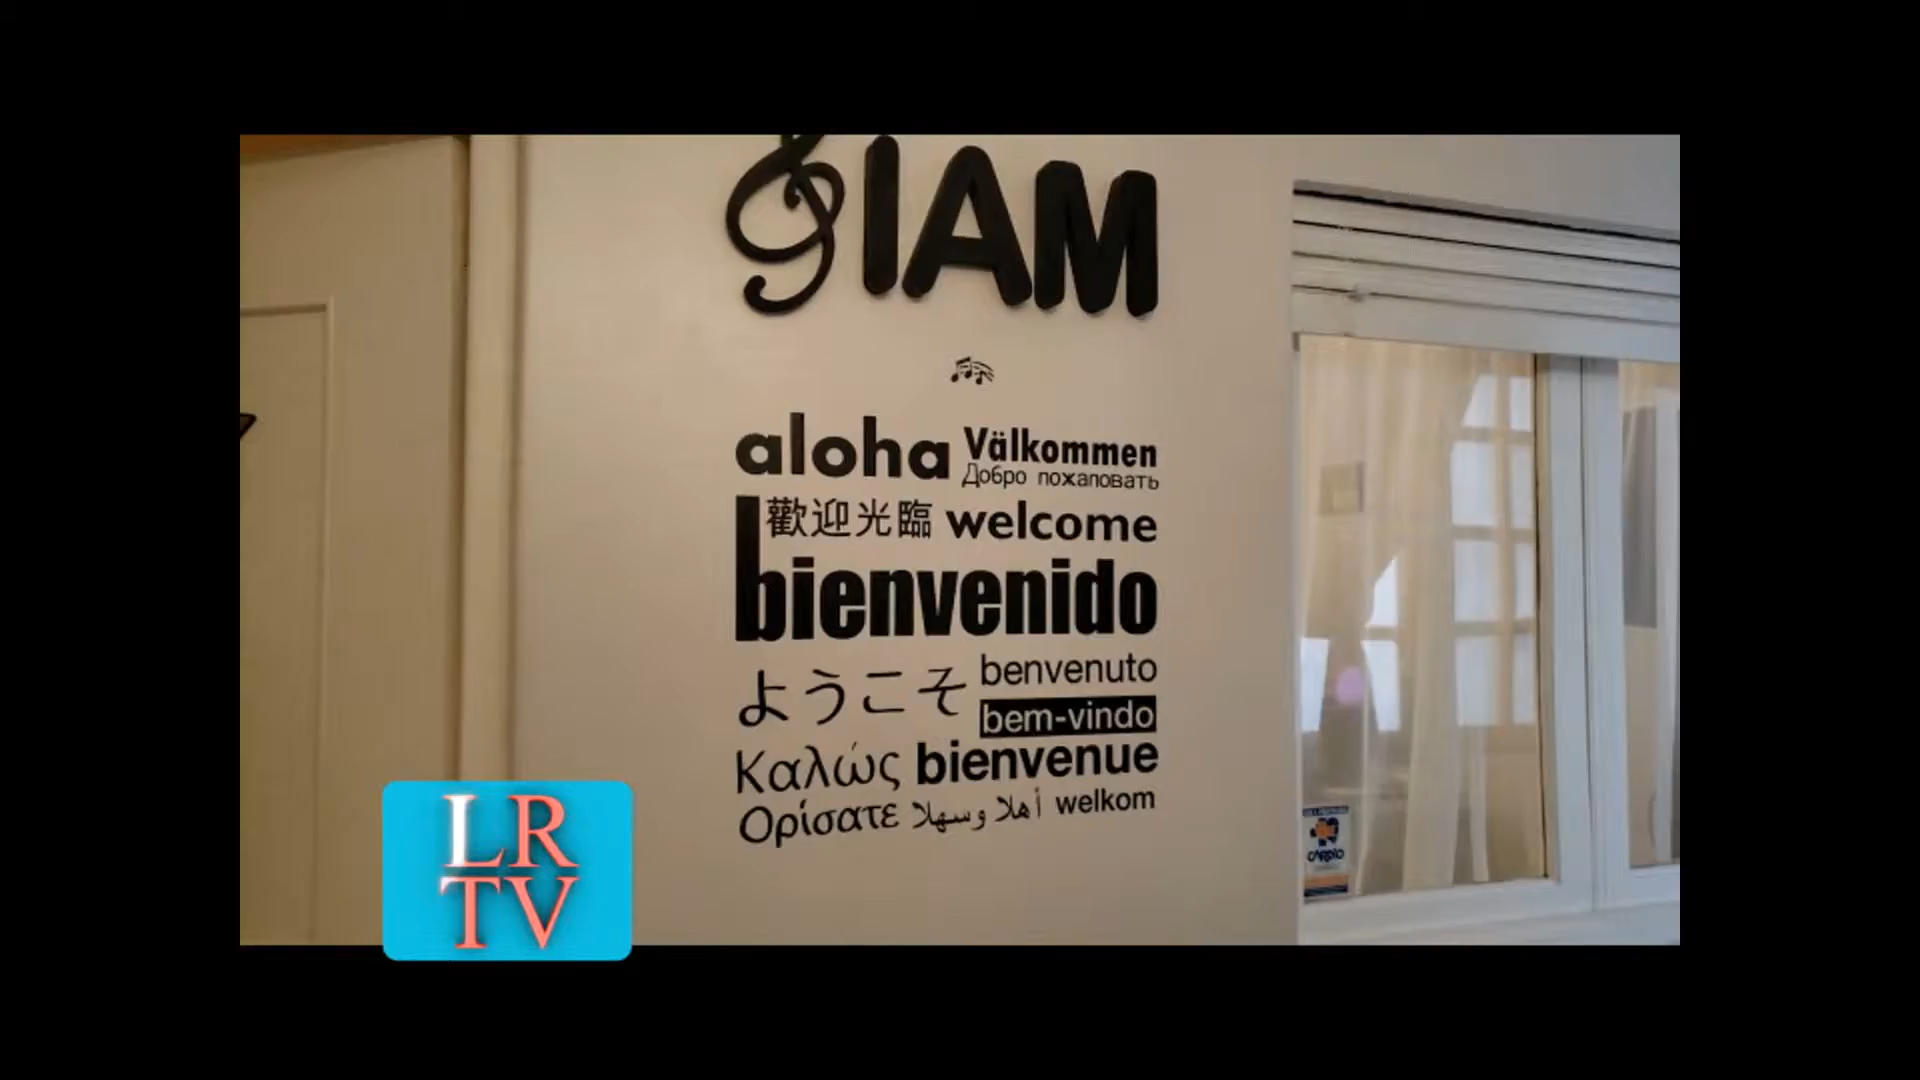 IAM
aloha Välkommen
Добро пожаловать
歡迎光臨 welcome
bienvenido
ようこそ benvenuto
bem-vindo
Καλώς bienvenue
Ορίσατε أهلا وسهلا welkom
CARDIO
LR
TV